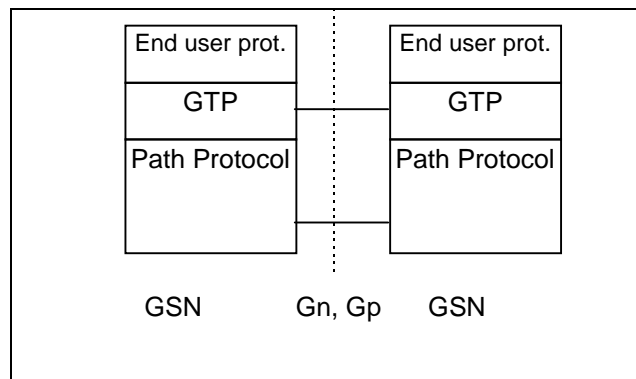 End user prot. End user prot.
GTP GTP
Path Protocol Path Protocol
GSN Gn, Gp GSN